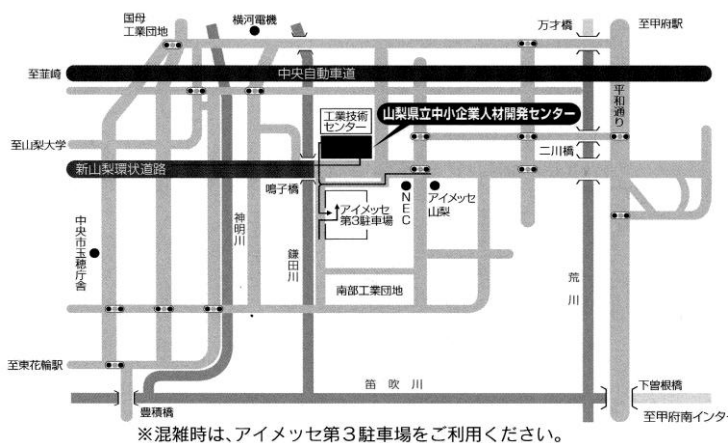 国母
工業団地
横河電機
万才橋
至甲府駅
至韮崎
中央自動車道
平和通り
工業技術
センター
山梨県立中小企業人材開発センター
至山梨大学
二川橋
新山梨環状道路
鳴子橋
アイメッセ
第3駐車場
NEC
アイメッセ
山梨
中央市玉穂庁舎
神明川
鎌田川
荒川
南部工業団地
至東花輪駅
笛吹川
下曽根橋
豊積橋
至甲府南インター
※混雑時は、アイメッセ第3駐車場をご利用ください。